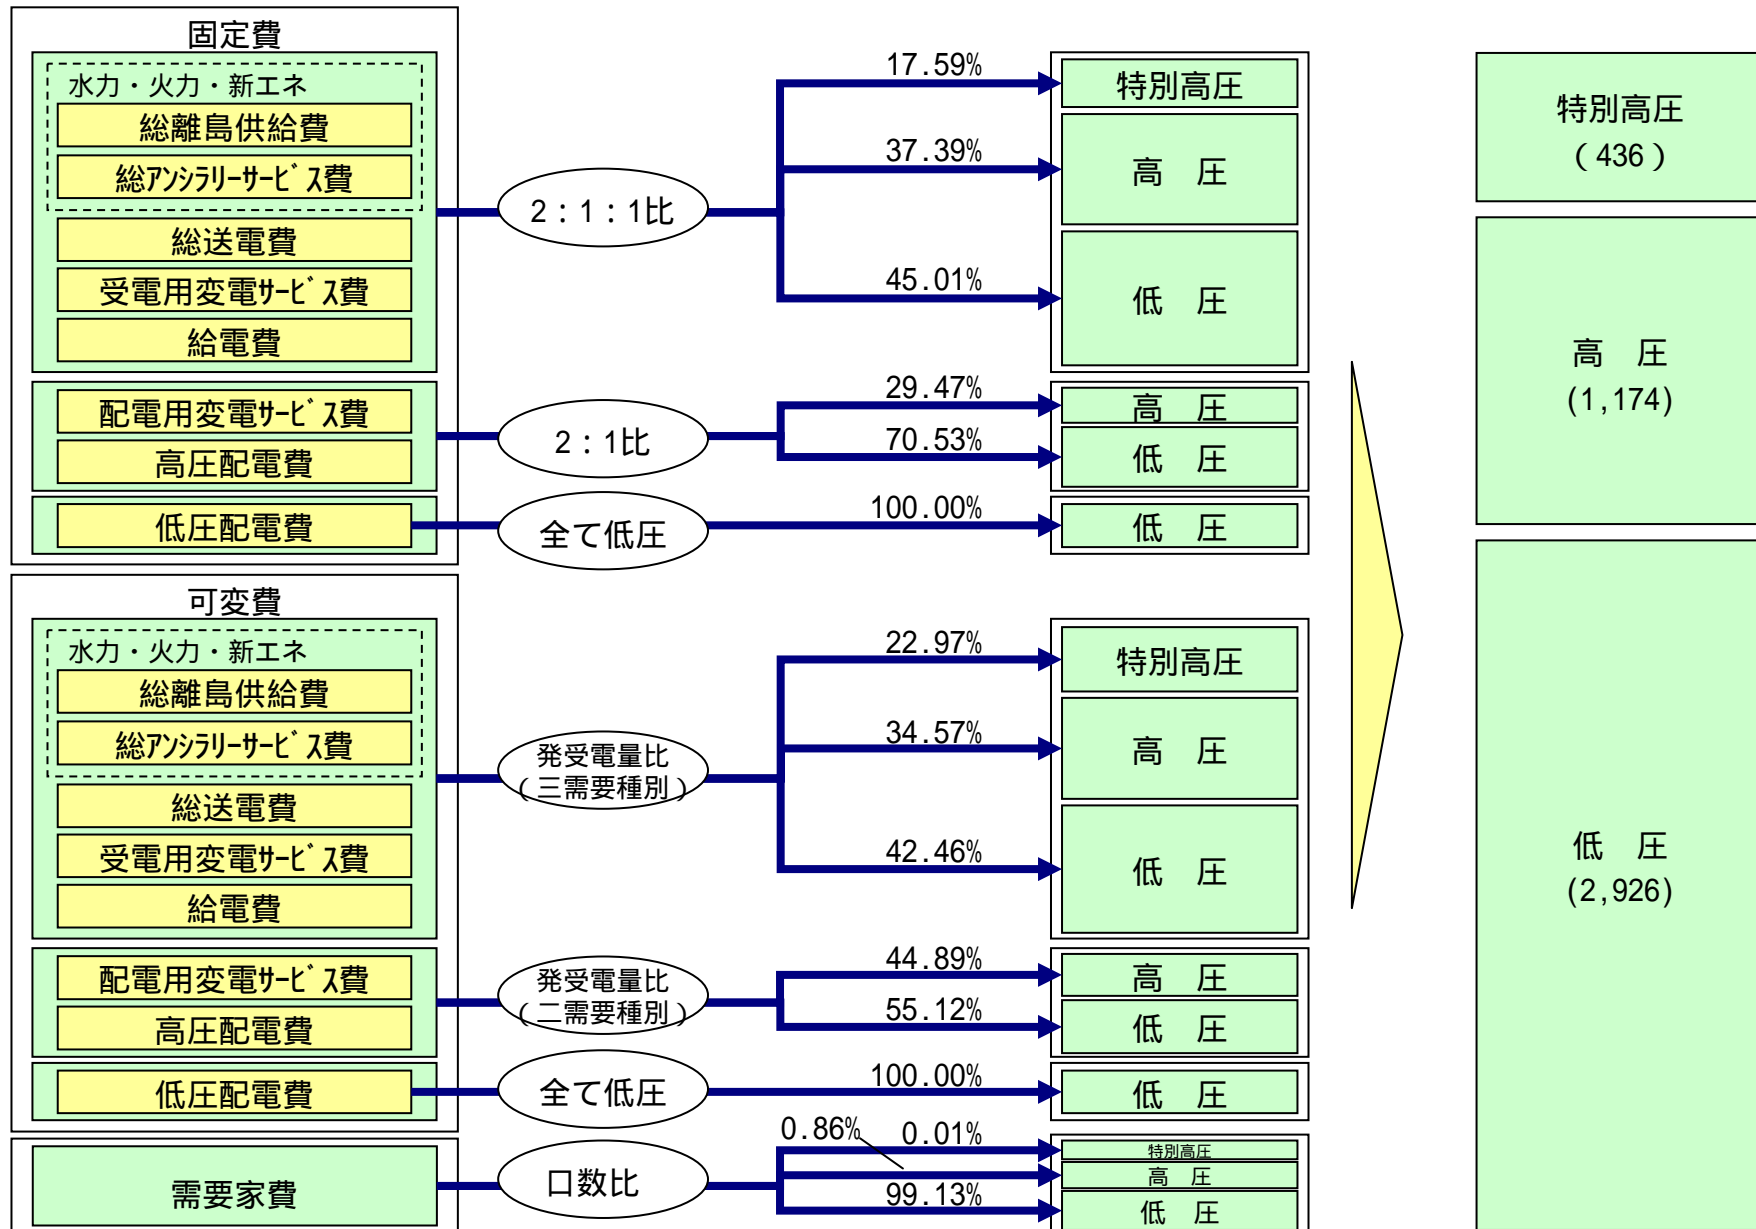 固定費
水力・火力・新エネ
総離島供給費
総アンシラリーサービス費
総送電費
受電用変電サービス費
給電費
2：1：1比
17.59%
特別高圧
37.39%
高　圧
45.01%
低　圧
配電用変電サービス費
高圧配電費
2：1比
29.47%
高　圧
70.53%
低　圧
低圧配電費
全て低圧
100.00%
低　圧
可変費
水力・火力・新エネ
総離島供給費
総アンシラリーサービス費
総送電費
受電用変電サービス費
給電費
発受電量比
（三需要種別）
22.97%
特別高圧
34.57%
高　圧
42.46%
低　圧
配電用変電サービス費
高圧配電費
発受電量比
（二需要種別）
44.89%
高　圧
55.12%
低　圧
低圧配電費
全て低圧
100.00%
低　圧
需要家費
口数比
0.01%
特別高圧
0.86%
高　圧
99.13%
低　圧
特別高圧
（436）
高　圧
(1,174)
低　圧
(2,926)